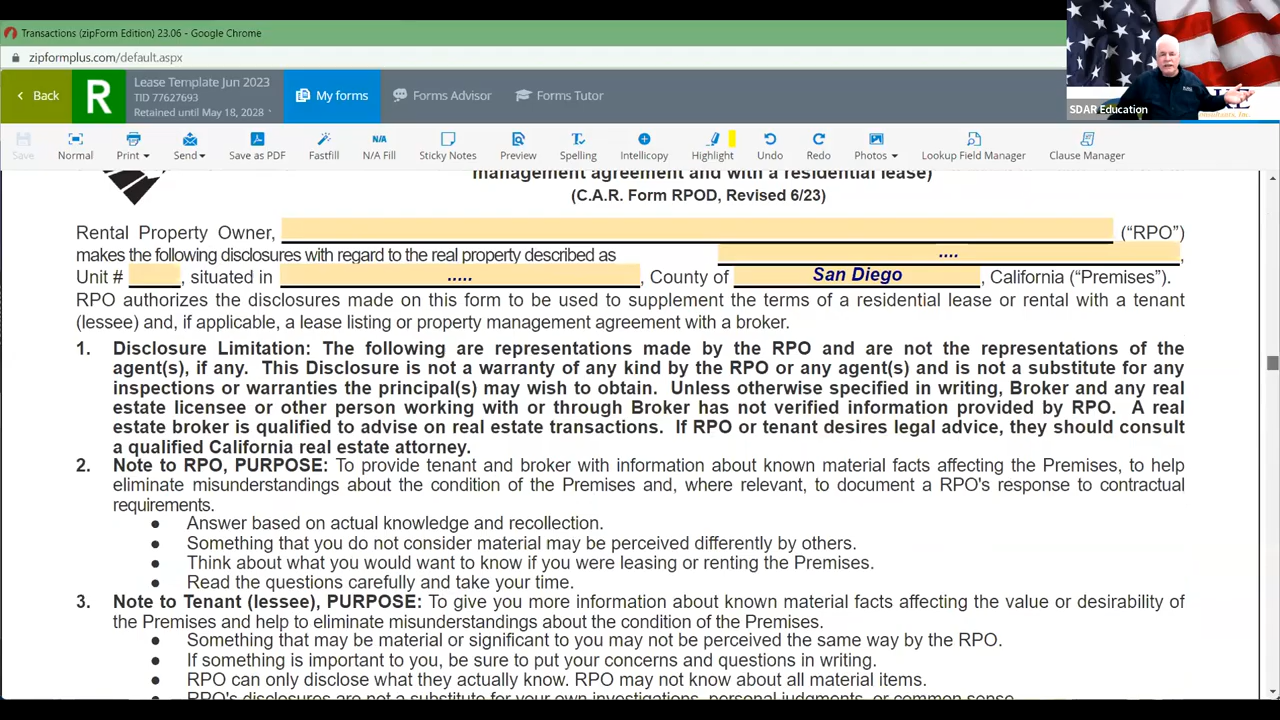 Transactions (zipForm Edition) 23.06 - Google Chrome
zipformplus.com/default.aspx
Back
R
Lease Template Jun 2023
TID 77627693
Retained until May 18, 2028
My forms
Forms Advisor
Forms Tutor
SDAR Education
Save
Normal
Print
Send
Save as PDF
Fastfill
N/A
N/A Fill
Sticky Notes
Preview
Spelling
Intellicopy
Highlight
Undo
Redo
Photos
Lookup Field Manager
Clause Manager
management agreement and with a residential lease)
(C.A.R. Form RPOD, Revised 6/23)
Rental Property Owner, (“RPO”)
makes the following disclosures with regard to the real property described as ....,
Unit # , situated in ....., County of San Diego, California (“Premises”).
RPO authorizes the disclosures made on this form to be used to supplement the terms of a residential lease or rental with a tenant
(lessee) and, if applicable, a lease listing or property management agreement with a broker.
1. Disclosure Limitation: The following are representations made by the RPO and are not the representations of the
agent(s), if any. This Disclosure is not a warranty of any kind by the RPO or any agent(s) and is not a substitute for any
inspections or warranties the principal(s) may wish to obtain. Unless otherwise specified in writing, Broker and any real
estate licensee or other person working with or through Broker has not verified information provided by RPO. A real
estate broker is qualified to advise on real estate transactions. If RPO or tenant desires legal advice, they should consult
a qualified California real estate attorney.
2. Note to RPO, PURPOSE: To provide tenant and broker with information about known material facts affecting the Premises, to help
eliminate misunderstandings about the condition of the Premises and, where relevant, to document a RPO's response to contractual
requirements.
● Answer based on actual knowledge and recollection.
● Something that you do not consider material may be perceived differently by others.
● Think about what you would want to know if you were leasing or renting the Premises.
● Read the questions carefully and take your time.
3. Note to Tenant (lessee), PURPOSE: To give you more information about known material facts affecting the value or desirability of
the Premises and help to eliminate misunderstandings about the condition of the Premises.
● Something that may be material or significant to you may not be perceived the same way by the RPO.
● If something is important to you, be sure to put your concerns and questions in writing.
● RPO can only disclose what they actually know. RPO may not know about all material items.
● RPO's disclosures are not a substitute for your own investigations, personal judgments, or common sense